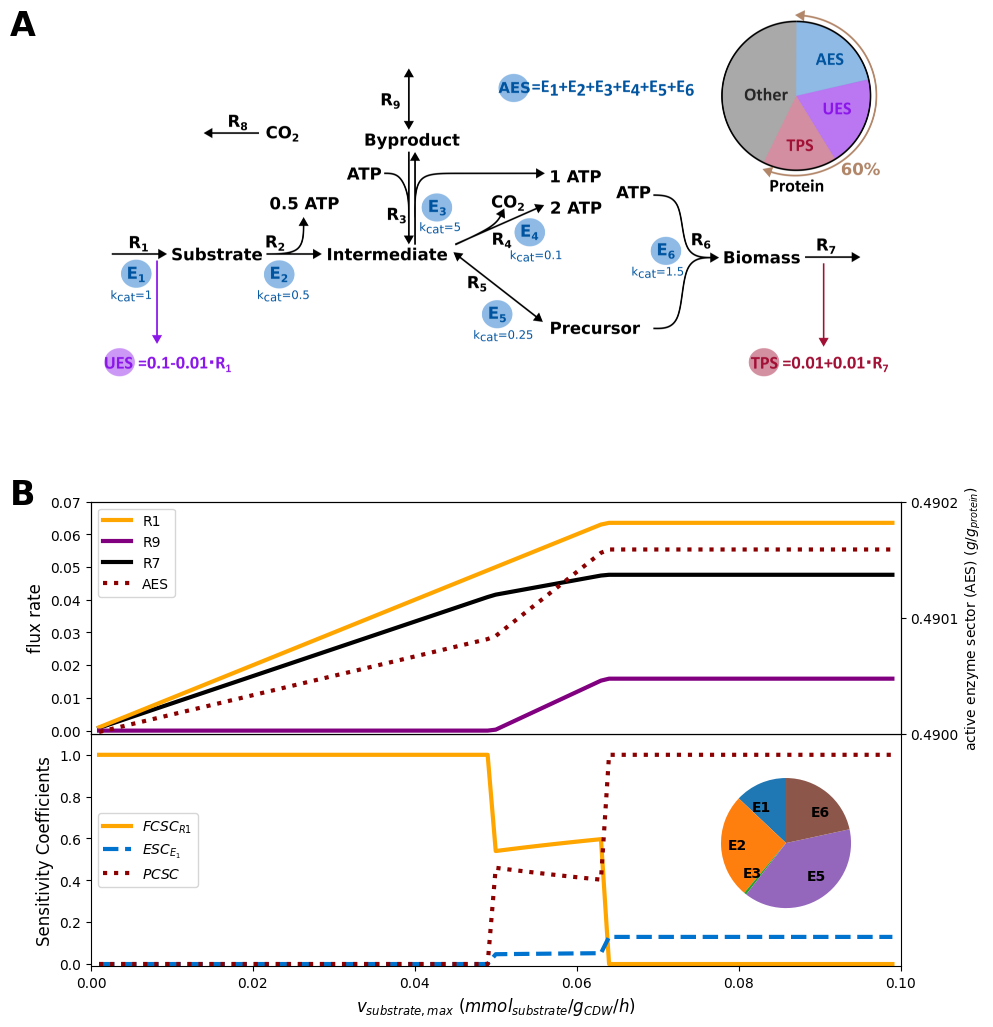 A
AES=E1+E2+E3+E4+E5+E6
AES
UES
TPS
Other
60%
Protein
R9
R8
CO2
Byproduct
ATP
1 ATP
0.5 ATP
E3
kcat=5
R3
CO2
2 ATP
ATP
R1
Substrate
R2
Intermediate
R4
E4
kcat=0.1
E6
kcat=1.5
R6
Biomass
R7
E1
kcat=1
E2
kcat=0.5
R5
E5
kcat=0.25
Precursor
UES =0.1-0.01·R1
TPS =0.01+0.01·R7
B
0.07
0.06
0.05
0.04
0.03
0.02
0.01
0.00
flux rate
R1
R9
R7
AES
0.4902
0.4901
0.4900
active enzyme sector (AES) (g/gprotein)
1.0
0.8
0.6
0.4
0.2
0.0
Sensitivity Coefficients
FCSCR1
ESCE1
PCSC
E1
E2
E3
E5
E6
0.00
0.02
0.04
0.06
0.08
0.10
vsubstrate, max (mmolsubstrate/gCDW/h)